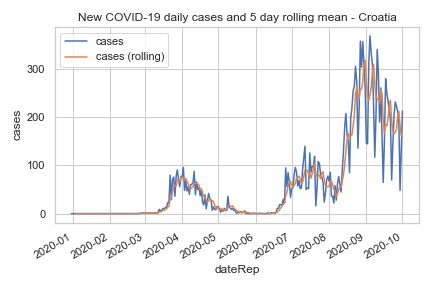 New COVID-19 daily cases and 5 day rolling mean - Croatia
cases
cases (rolling)
300
200
100
0
cases
2020-01
2020-02
2020-03
2020-04
2020-05
2020-06
2020-07
2020-08
2020-09
2020-10
dateRep